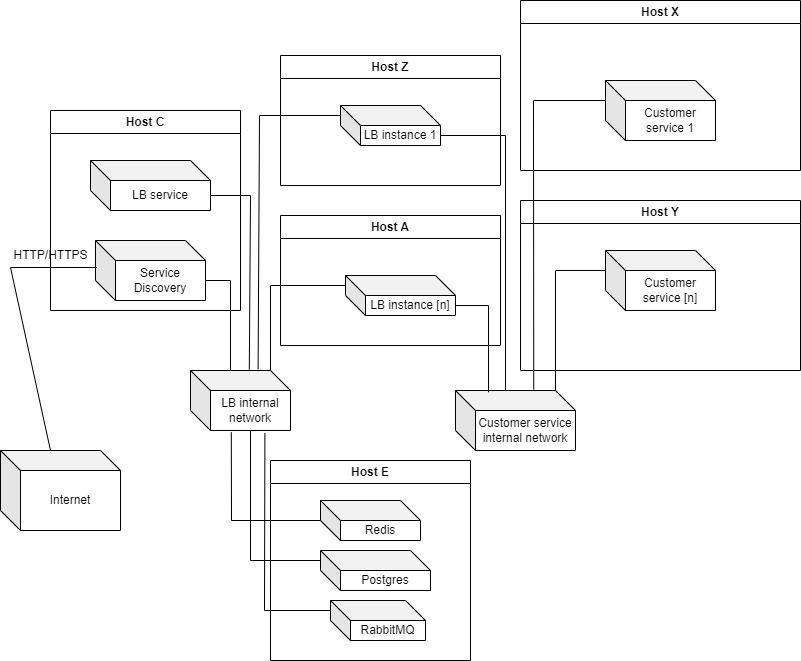 Host X
Customer
service 1
Host Z
LB instance 1
Host C
LB service
HTTP/HTTPS
Service
Discovery
Host A
LB instance [n]
Host Y
Customer
service [n]
LB internal
network
Customer service
internal network
Internet
Host E
Redis
Postgres
RabbitMQ